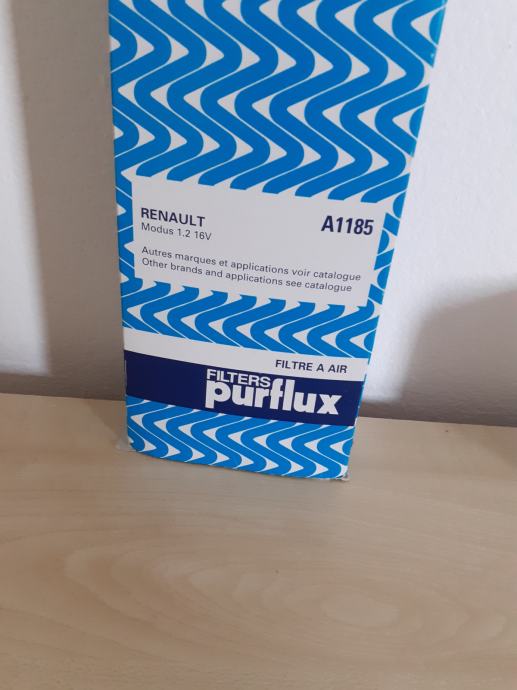 RENAULT
A1185
Modus 1.2 16V
Autres marques et applications voir catalogue
Other brands and applications see catalogue
FILTRE A AIR
FILTERS
purflux